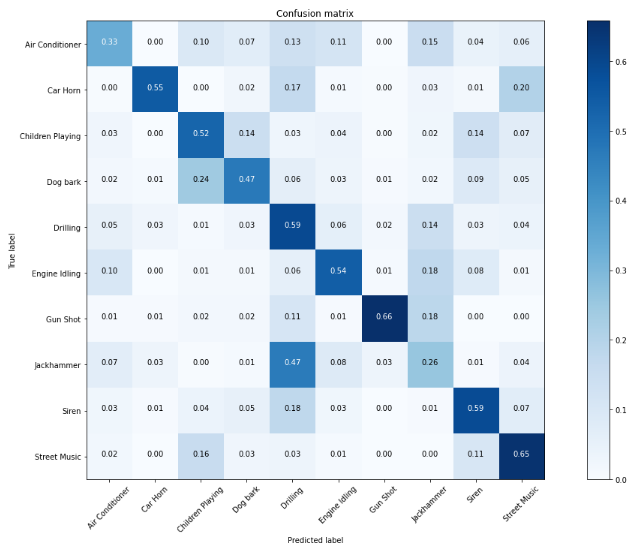 Confusion matrix
True label
Air Conditioner 0.33 0.00 0.10 0.07 0.13 0.11 0.00 0.15 0.04 0.06
Car Horn 0.00 0.55 0.00 0.02 0.17 0.01 0.00 0.03 0.01 0.20
Children Playing 0.03 0.00 0.52 0.14 0.03 0.04 0.00 0.02 0.14 0.07
Dog bark 0.02 0.01 0.24 0.47 0.06 0.03 0.01 0.02 0.09 0.05
Drilling 0.05 0.03 0.01 0.03 0.59 0.06 0.02 0.14 0.03 0.04
Engine Idling 0.10 0.00 0.01 0.01 0.06 0.54 0.01 0.18 0.08 0.01
Gun Shot 0.01 0.01 0.02 0.02 0.11 0.01 0.66 0.18 0.00 0.00
Jackhammer 0.07 0.03 0.00 0.01 0.47 0.08 0.03 0.26 0.01 0.04
Siren 0.03 0.01 0.04 0.05 0.18 0.03 0.00 0.01 0.59 0.07
Street Music 0.02 0.00 0.16 0.03 0.03 0.01 0.00 0.00 0.11 0.65
Air Conditioner Car Horn Children Playing Dog bark Drilling Engine Idling Gun Shot Jackhammer Siren Street Music
Predicted label
0.6
0.5
0.4
0.3
0.2
0.1
0.0